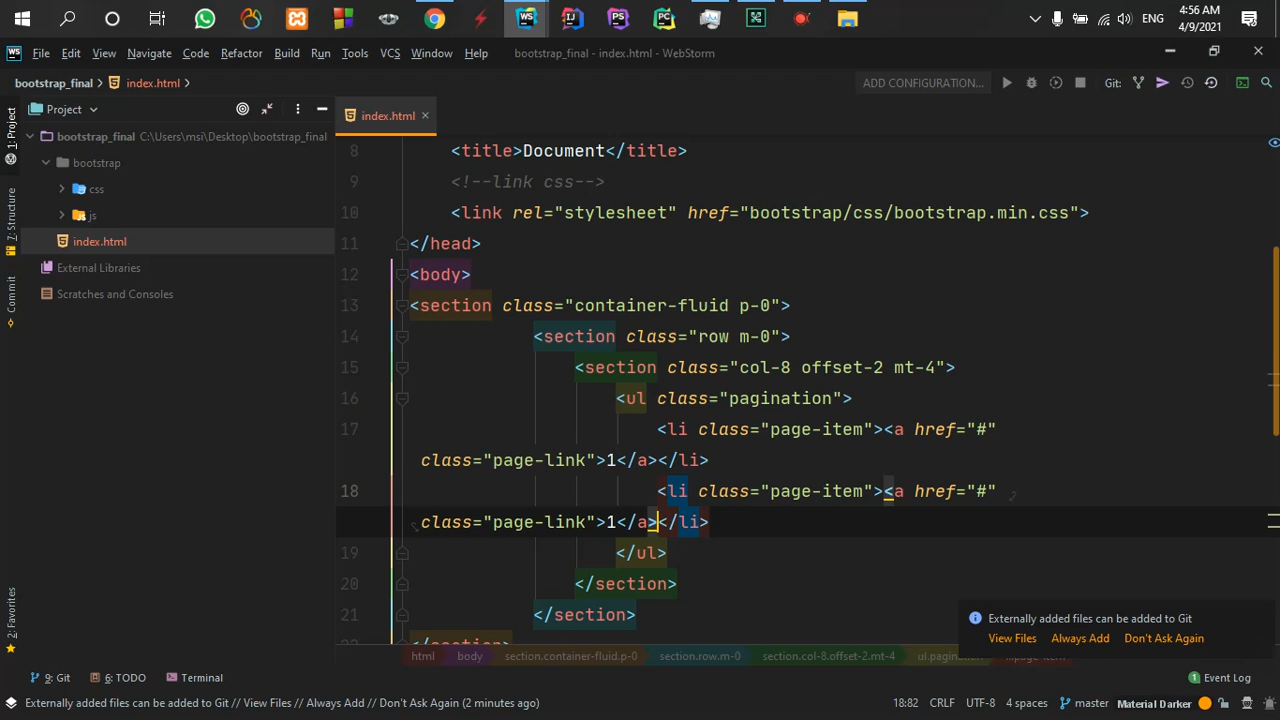 ENG
4:56 AM
4/9/2021
File Edit View Navigate Code Refactor Build Run Tools VCS Window Help
bootstrap_final - index.html - WebStorm
bootstrap_final
index.html
ADD CONFIGURATION...
Git:
1: Project
7: Structure
Commit
2: Favorites
Project
bootstrap_final C:\Users\msi\Desktop\bootstrap_final
bootstrap
css
js
index.html
External Libraries
Scratches and Consoles
index.html
8 <title>Document</title>
9 <!--link css-->
10 <link rel="stylesheet" href="bootstrap/css/bootstrap.min.css">
11 </head>
12 <body>
13 <section class="container-fluid p-0">
14 <section class="row m-0">
15 <section class="col-8 offset-2 mt-4">
16 <ul class="pagination">
17 <li class="page-item"><a href="#"
class="page-link">1</a></li>
18 <li class="page-item"><a href="#"
class="page-link">1</a></li>
19 </ul>
20 </section>
21 </section>
</section>
Externally added files can be added to Git
View Files Always Add Don't Ask Again
html body section.container-fluid.p-0 section.row.m-0 section.col-8.offset-2.mt-4
9: Git 6: TODO Terminal
1 Event Log
Externally added files can be added to Git // View Files // Always Add // Don't Ask Again (2 minutes ago)
18:82 CRLF UTF-8 4 spaces master Material Darker